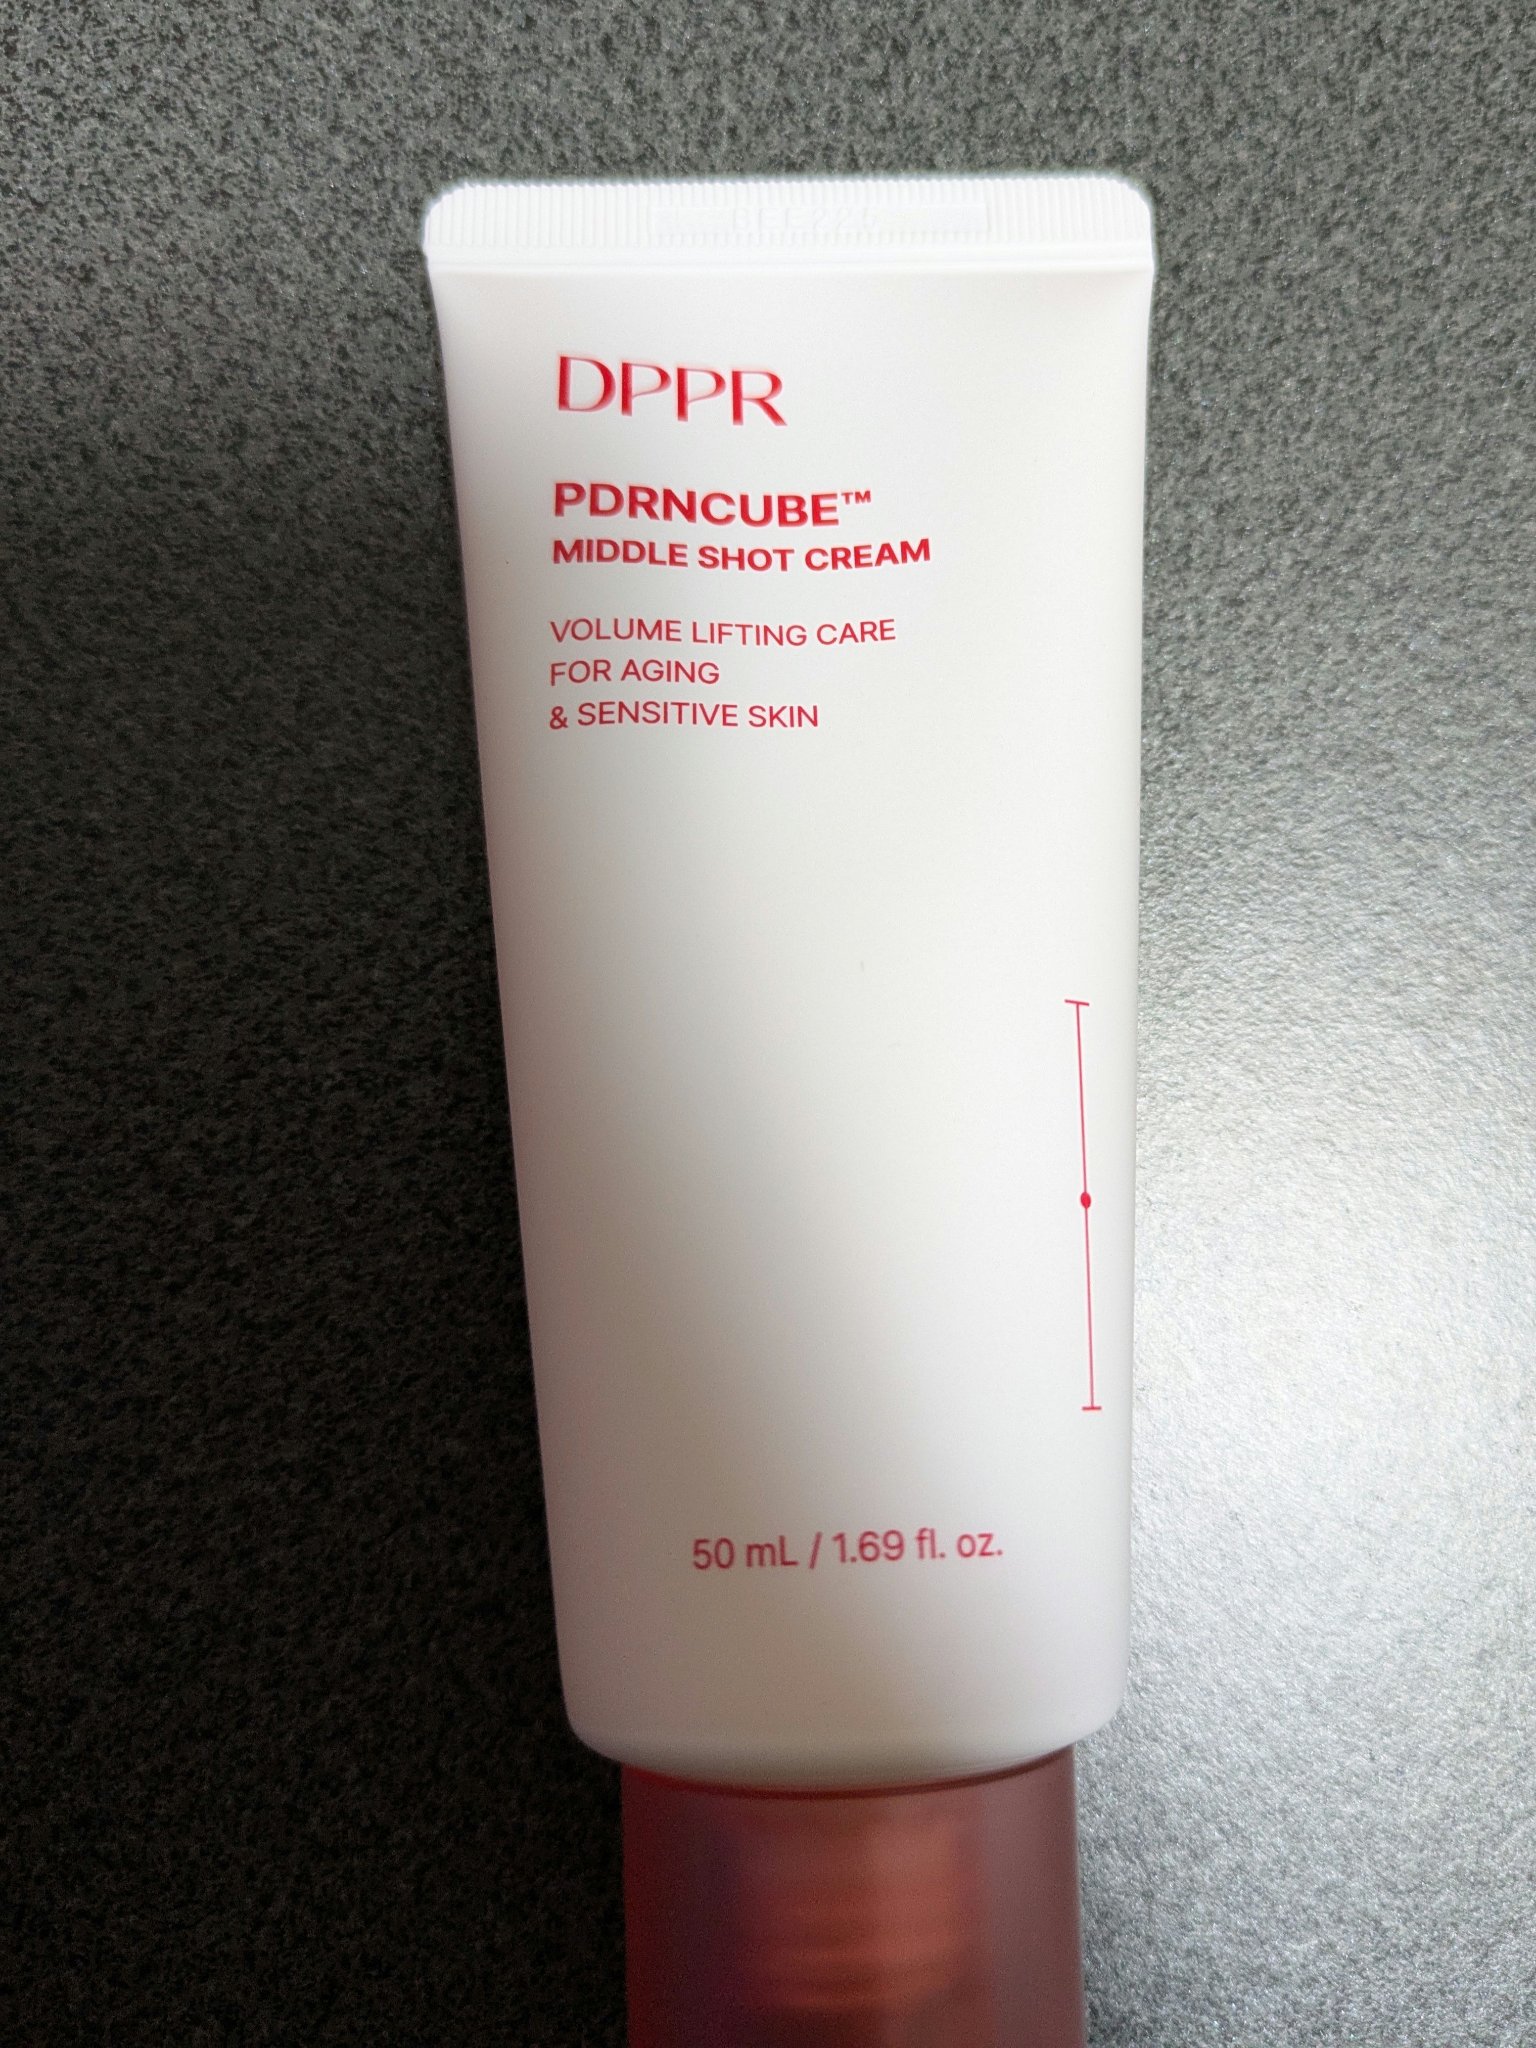 DPPR
PDRNCUBE™
MIDDLE SHOT CREAM
VOLUME LIFTING CARE
FOR AGING
& SENSITIVE SKIN
50 mL / 1.69 fl. oz.